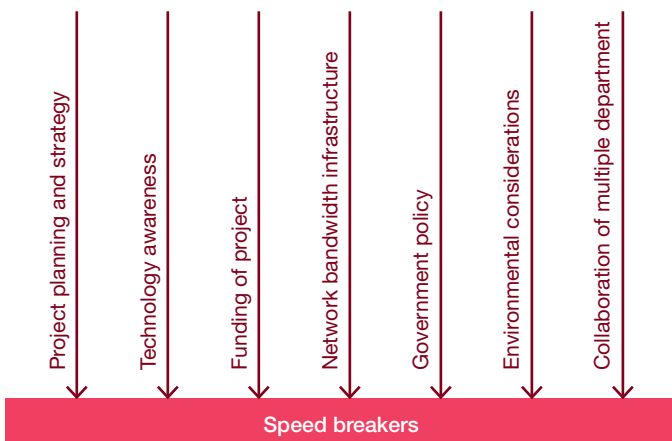 Project planning and strategy
Technology awareness
Funding of project
Network bandwidth infrastructure
Government policy
Environmental considerations
Collaboration of multiple department
Speed breakers